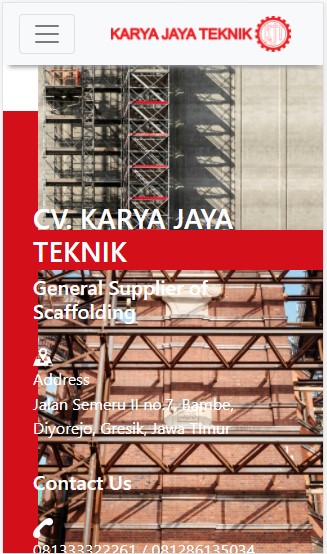 KARYA JAYA TEKNIK KJT
CV. KARYA JAYA
TEKNIK
General Supplier of
Scaffolding
Address
Jalan Semeru II no.7, Bambe,
Diyorejo, Gresik, Jawa TImur
Contact Us
081333322261 / 081286135034